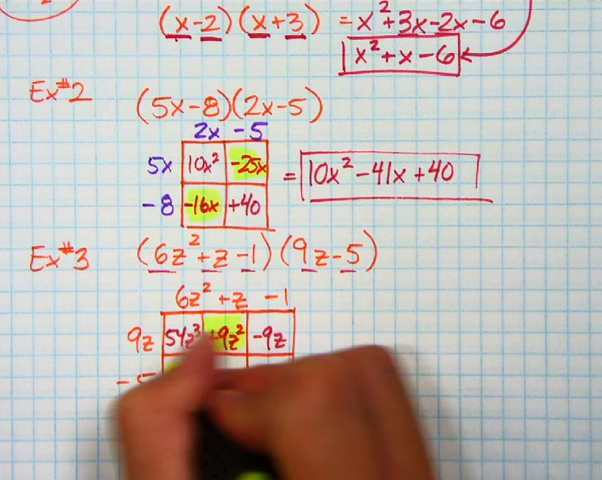 (x-2)(x+3) = x²+3x-2x-6
x²+x-6
Ex#2 (5x-8)(2x-5)
2x -5
5x 10x² -25x
= 10x²-41x+40
-8 -16x +40
Ex#3 (6z²+z-1)(9z-5)
6z²+z -1
9z 54z³ +9z² -9z